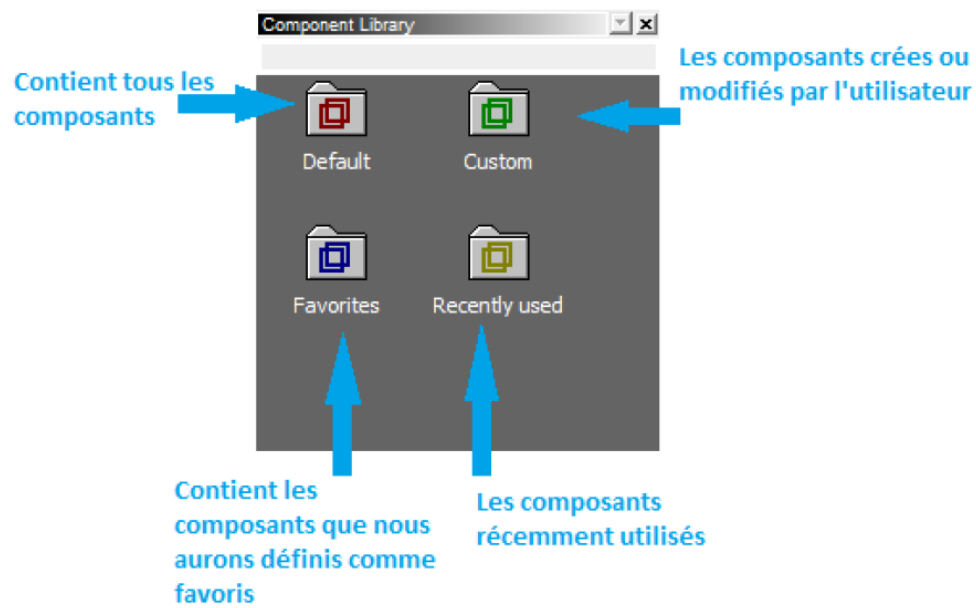 Component Library
Contient tous les
composants
Les composants crées ou
modifiés par l'utilisateur
Default
Custom
Favorites
Recently used
Contient les
composants que nous
aurons définis comme
favoris
Les composants
récemment utilisés